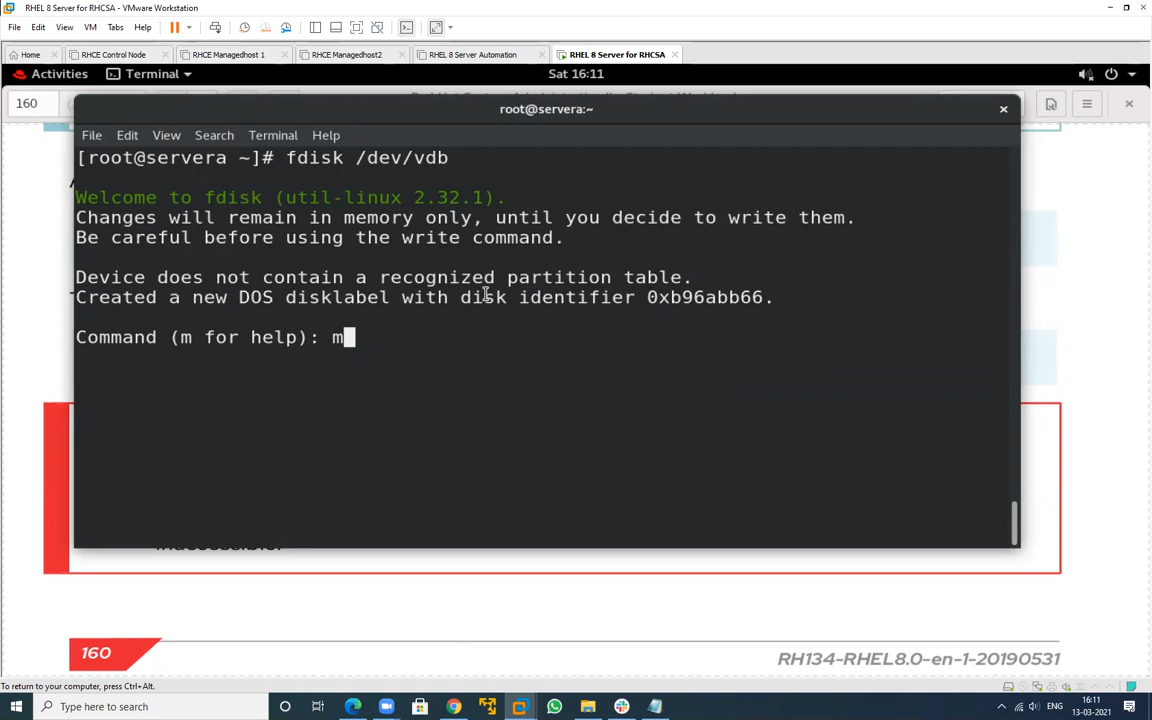 RHEL 8 Server for RHCSA - VMware Workstation
File Edit View VM Tabs Help
Home RHCE Control Node RHCE Managedhost 1 RHCE Managedhost2 RHEL 8 Server Automation RHEL 8 Server for RHCSA
Activities Terminal Sat 16:11
160
root@servera:~
File Edit View Search Terminal Help
[root@servera ~]# fdisk /dev/vdb
Welcome to fdisk (util-linux 2.32.1).
Changes will remain in memory only, until you decide to write them.
Be careful before using the write command.
Device does not contain a recognized partition table.
Created a new DOS disklabel with disk identifier 0xb96abb66.
Command (m for help): m
160
RH134-RHEL8.0-en-1-20190531
To return to your computer, press Ctrl+Alt.
Type here to search
ENG
16:11
13-03-2021